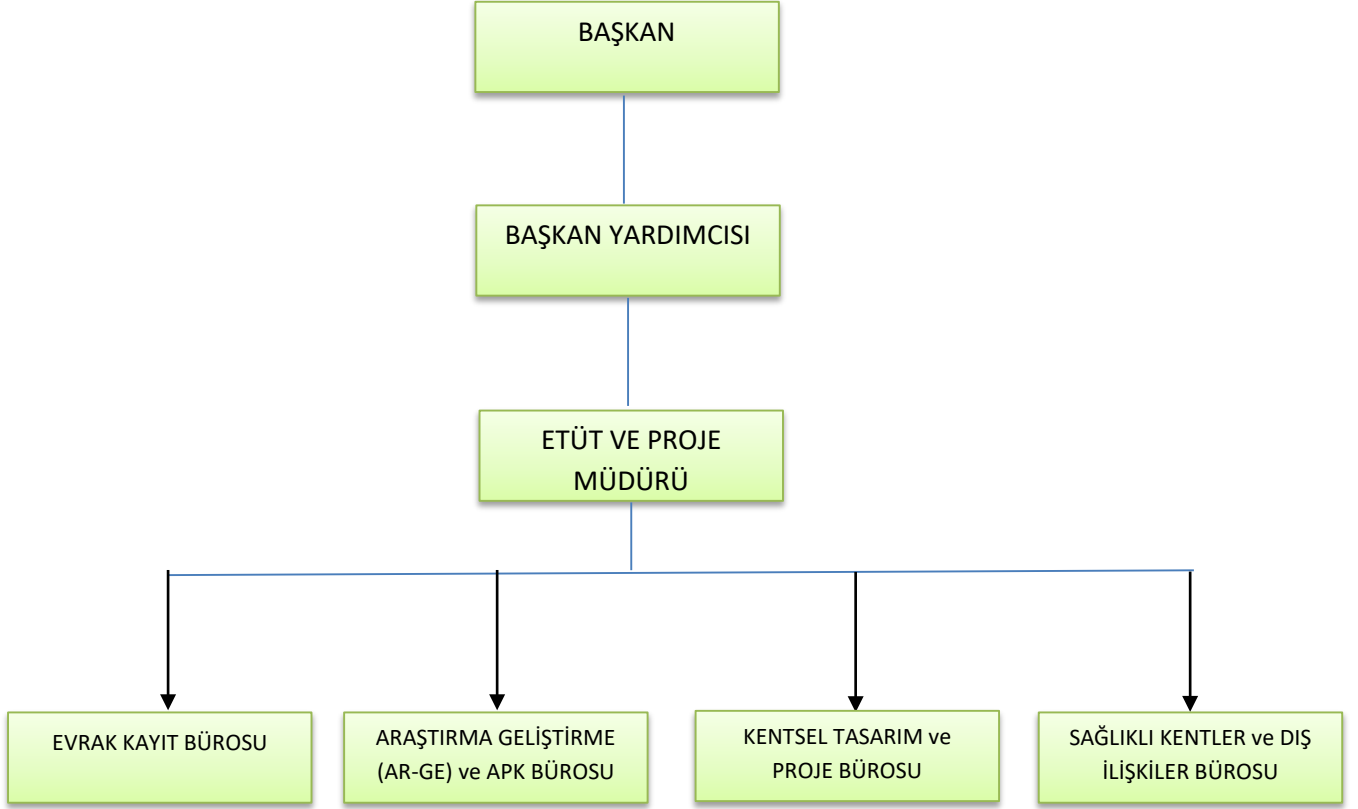 BAŞKAN
BAŞKAN YARDIMCISI
ETÜT VE PROJE
MÜDÜRÜ
EVRAK KAYIT BÜROSU
ARAŞTIRMA GELİŞTİRME
(AR-GE) ve APK BÜROSU
KENTSEL TASARIM ve
PROJE BÜROSU
SAĞLIKLI KENTLER ve DIŞ
İLİŞKİLER BÜROSU